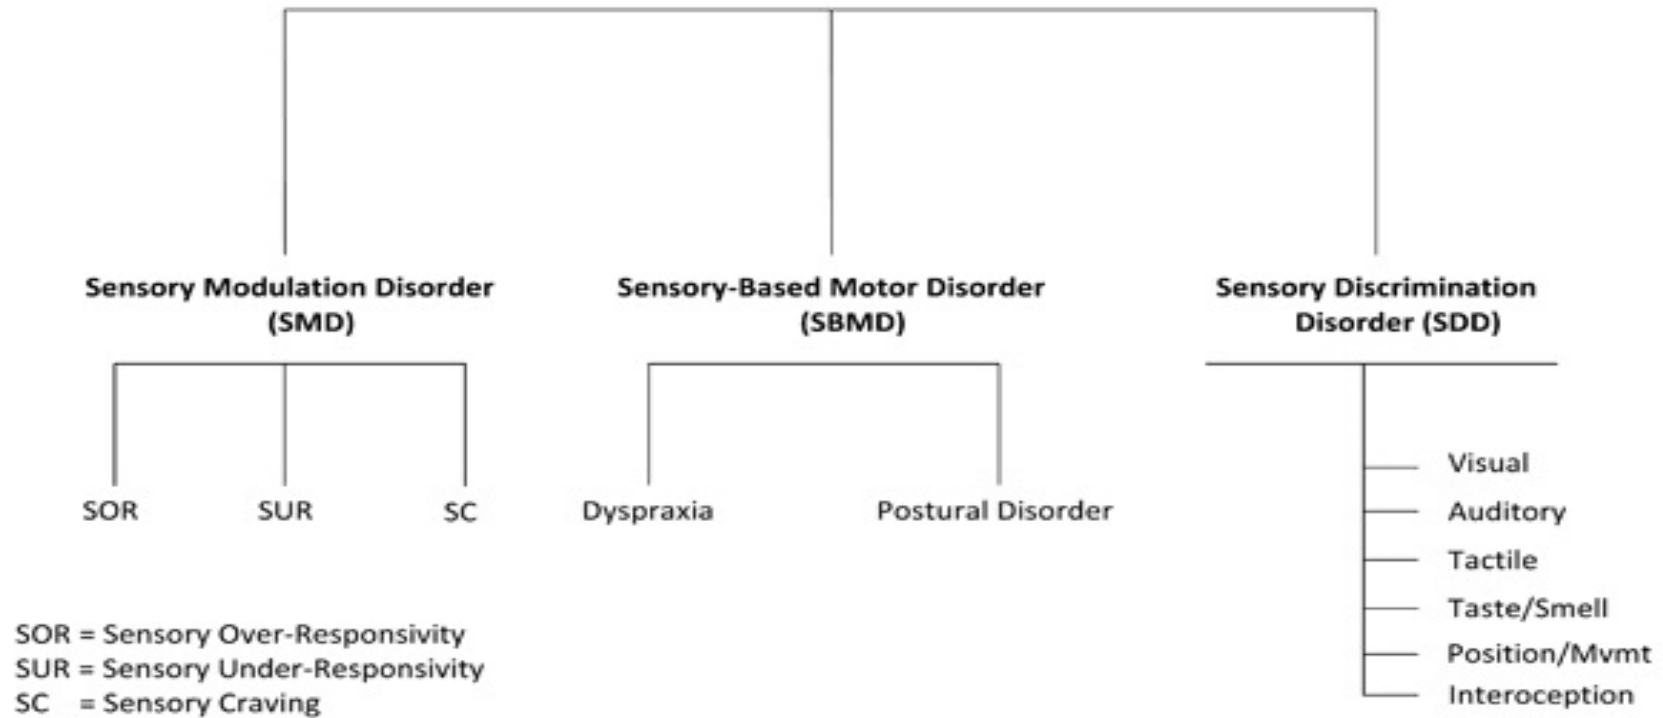 Sensory Modulation Disorder
(SMD)
Sensory-Based Motor Disorder
(SBMD)
Sensory Discrimination
Disorder (SDD)
SOR
SUR
SC
Dyspraxia
Postural Disorder
Visual
Auditory
Tactile
Taste/Smell
Position/Mvmt
Interoception
SOR = Sensory Over-Responsivity
SUR = Sensory Under-Responsivity
SC = Sensory Craving